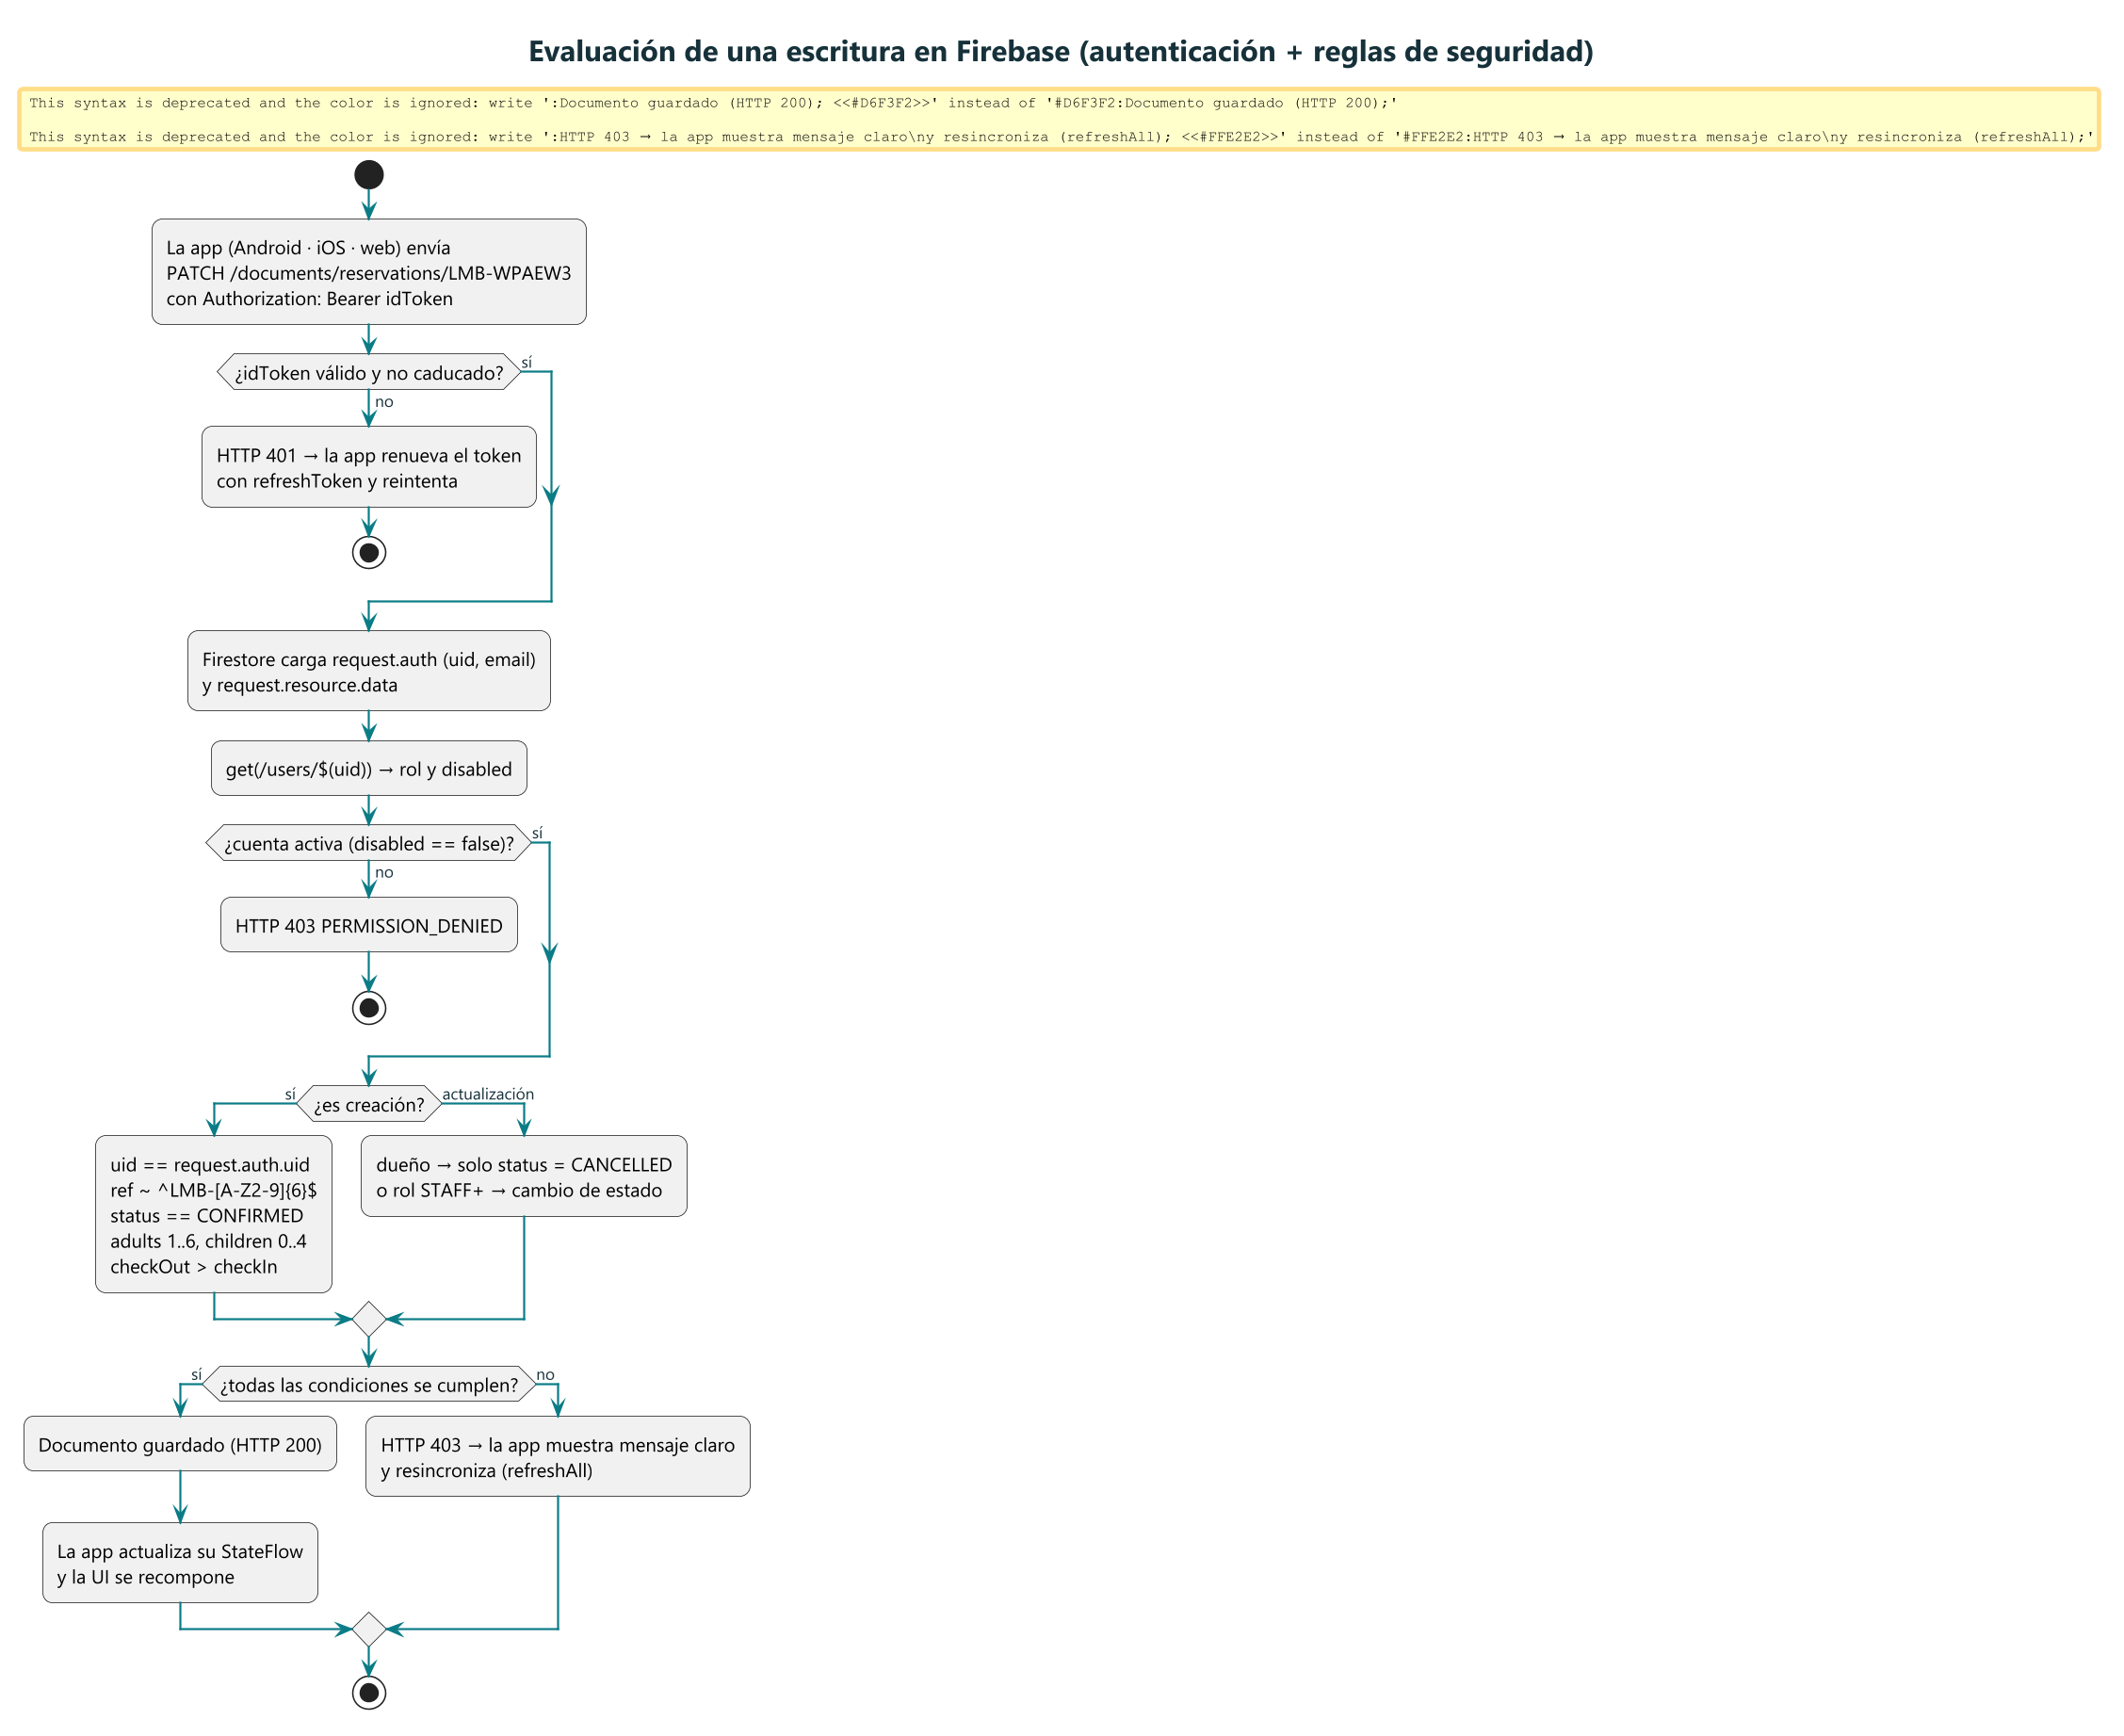 Evaluación de una escritura en Firebase (autenticación + reglas de seguridad)
This syntax is deprecated and the color is ignored: write ':Documento guardado (HTTP 200); <<#D6F3F2>>' instead of '#D6F3F2:Documento guardado (HTTP 200);'
This syntax is deprecated and the color is ignored: write ':HTTP 403 → la app muestra mensaje claro\ny resincroniza (refreshAll); <<#FFE2E2>>' instead of '#FFE2E2:HTTP 403 → la app muestra mensaje claro\ny resincroniza (refreshAll);'
La app (Android · iOS · web) envía
PATCH /documents/reservations/LMB-WPAEW3
con Authorization: Bearer idToken
¿idToken válido y no caducado?
sí
no
HTTP 401 → la app renueva el token
con refreshToken y reintenta
Firestore carga request.auth (uid, email)
y request.resource.data
get(/users/$(uid)) → rol y disabled
¿cuenta activa (disabled == false)?
sí
no
HTTP 403 PERMISSION_DENIED
sí
¿es creación?
actualización
uid == request.auth.uid
ref ~ ^LMB-[A-Z2-9]{6}$
status == CONFIRMED
adults 1..6, children 0..4
checkOut > checkIn
dueño → solo status = CANCELLED
o rol STAFF+ → cambio de estado
sí
¿todas las condiciones se cumplen?
no
Documento guardado (HTTP 200)
HTTP 403 → la app muestra mensaje claro
y resincroniza (refreshAll)
La app actualiza su StateFlow
y la UI se recompone